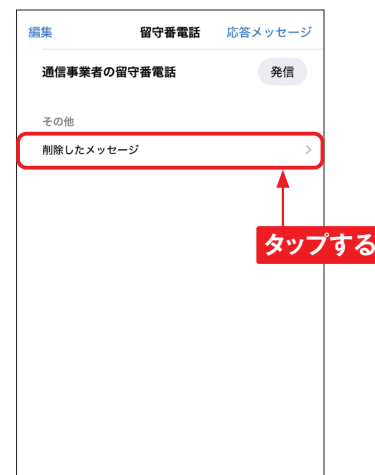 編集 留守番電話 応答メッセージ
通信事業者の留守番電話 発信
その他
削除したメッセージ
タップする